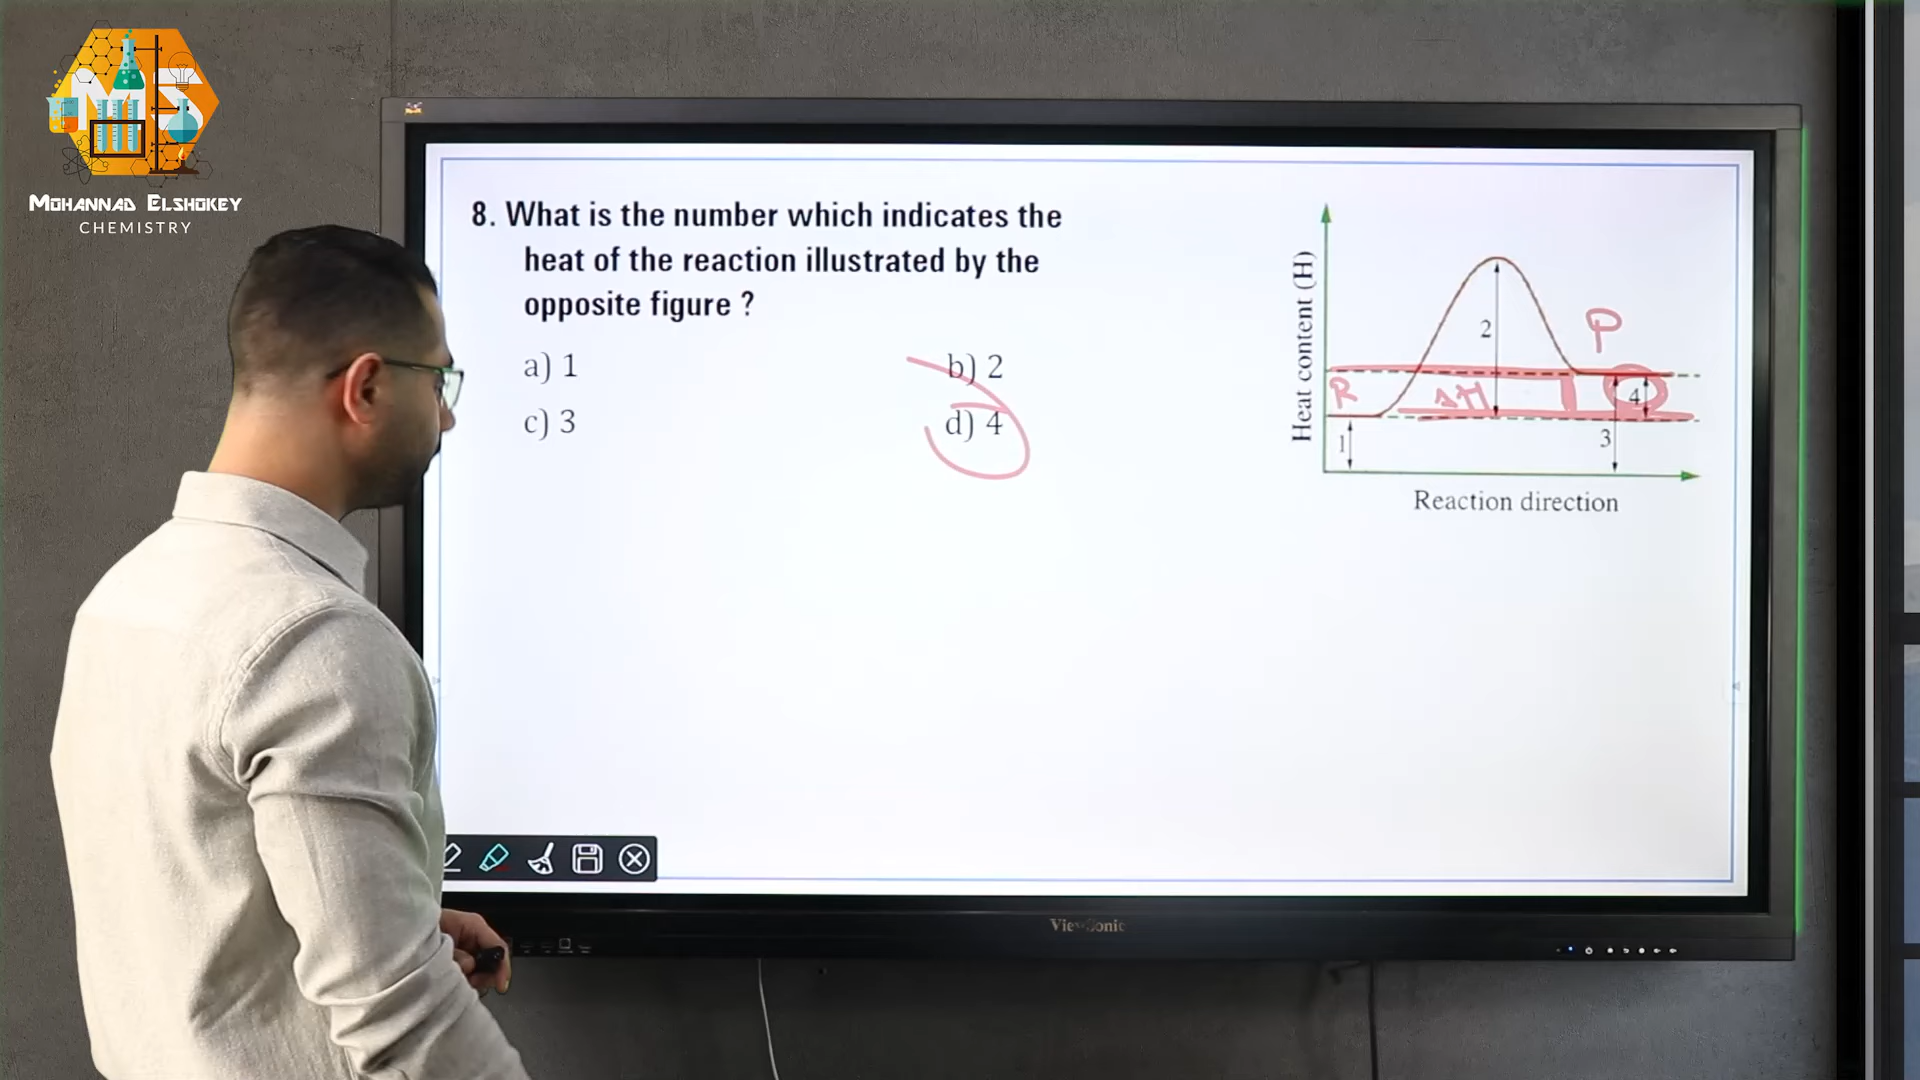 MOHANNAD ELSHOKEY
CHEMISTRY
8. What is the number which indicates the
heat of the reaction illustrated by the
opposite figure ?
a) 1
b) 2
c) 3
d) 4
Heat content (H)
2
P
R
ΔH
4
1
3
Reaction direction
ViewSonic